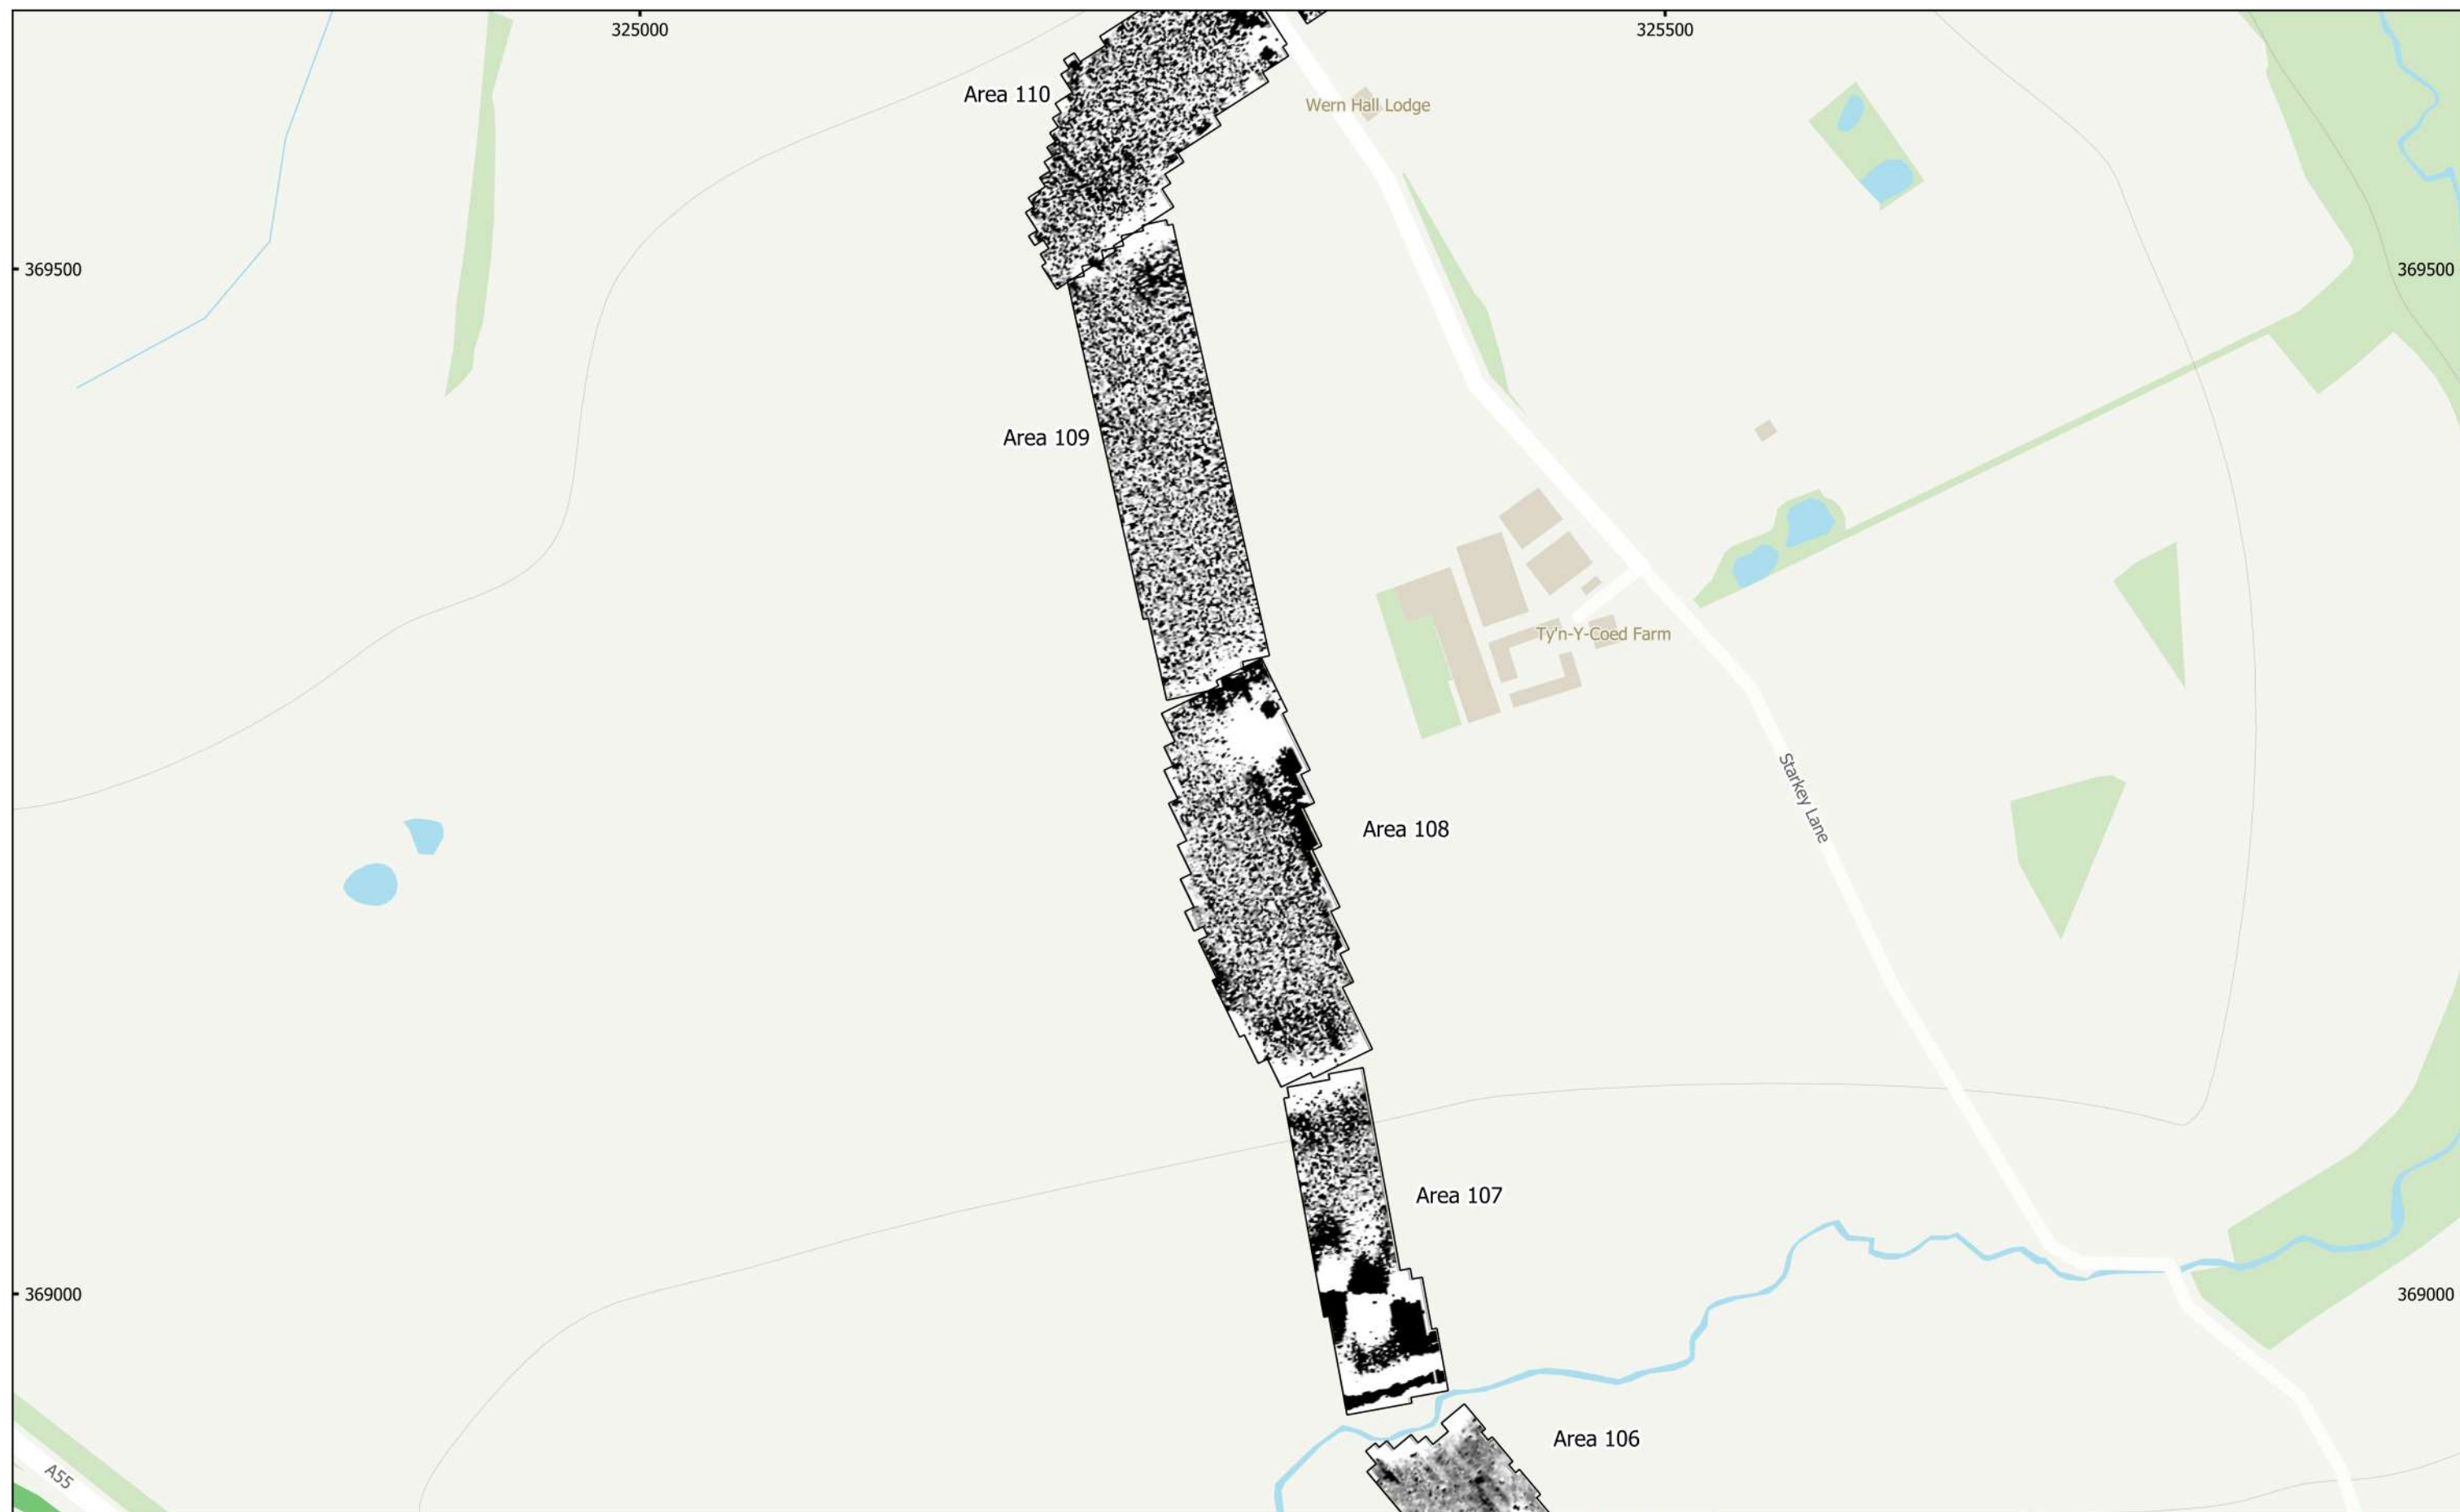 325000
325500
Area 110
Wern Hall Lodge
369500
369500
Area 109
Ty'n-Y-Coed Farm
Starkey Lane
Area 108
Area 107
369000
369000
Area 106
A55